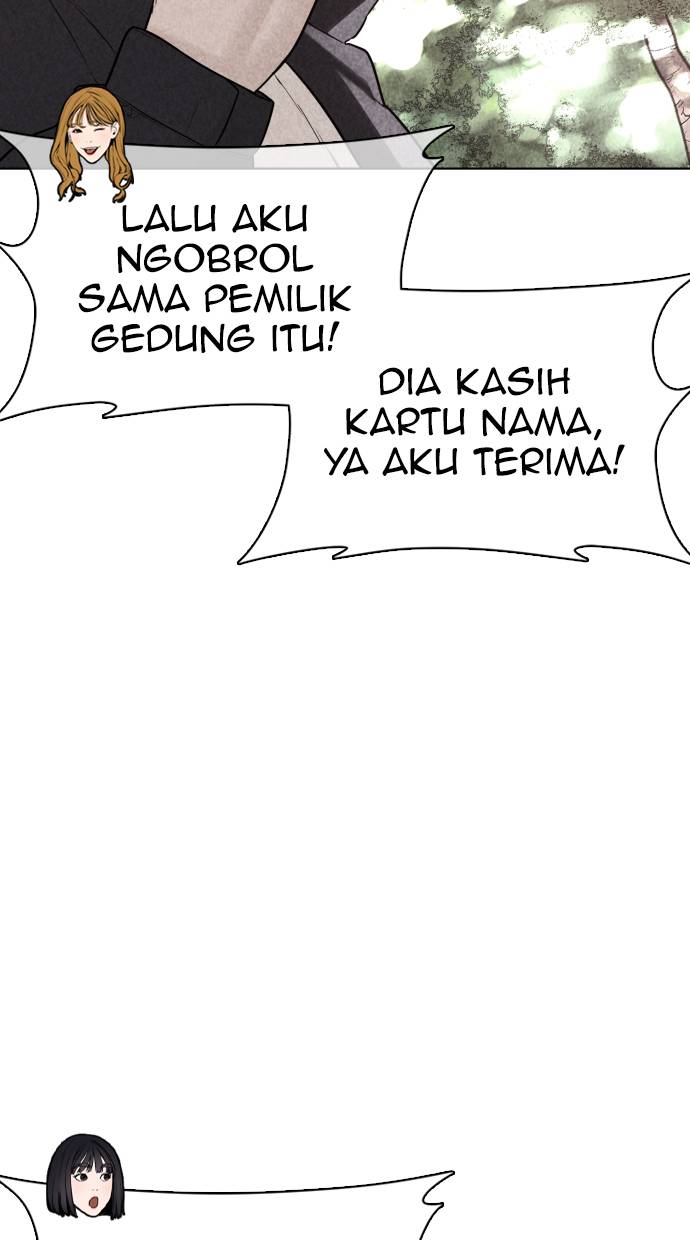 LALU AKU
NGOBROL
SAMA PEMILIK
GEDUNG ITU!
DIA KASIH
KARTU NAMA,
YA AKU TERIMA!